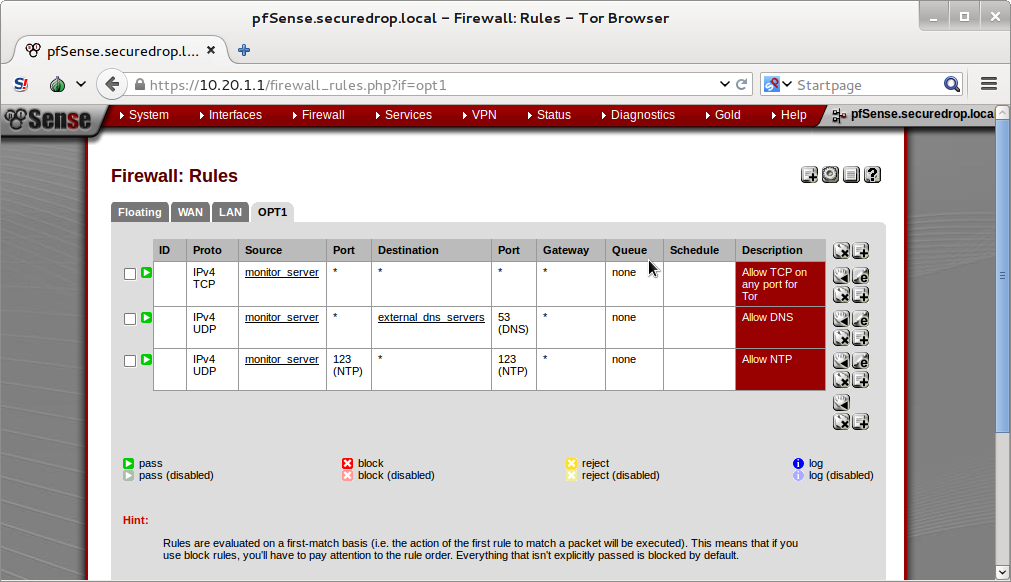 pfSense.securedrop.local – Firewall: Rules – Tor Browser
pfSense.securedrop.l...
https://10.20.1.1/firewall_rules.php?if=opt1
Startpage
Sense
System Interfaces Firewall Services VPN Status Diagnostics Gold Help pfSense.securedrop.loca
Firewall: Rules
Floating WAN LAN OPT1
ID Proto Source Port Destination Port Gateway Queue Schedule Description
IPv4 TCP monitor_server * * * * none Allow TCP on any port for Tor
IPv4 UDP monitor_server * external_dns_servers 53 (DNS) * none Allow DNS
IPv4 UDP monitor_server 123 (NTP) * 123 (NTP) * none Allow NTP
pass block reject log
pass (disabled) block (disabled) reject (disabled) log (disabled)
Hint:
Rules are evaluated on a first-match basis (i.e. the action of the first rule to match a packet will be executed). This means that if you
use block rules, you'll have to pay attention to the rule order. Everything that isn't explicitly passed is blocked by default.